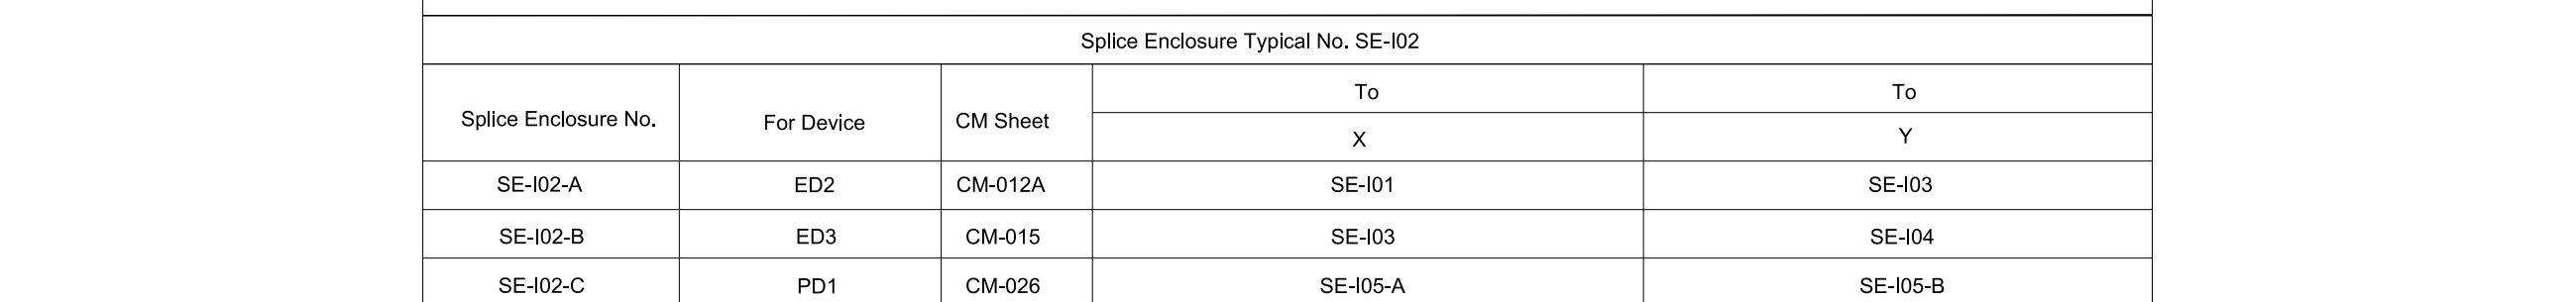 Splice Enclosure Typical No. SE-I02
Splice Enclosure No. For Device CM Sheet To To
X Y
SE-I02-A ED2 CM-012A SE-I01 SE-I03
SE-I02-B ED3 CM-015 SE-I03 SE-I04
SE-I02-C PD1 CM-026 SE-I05-A SE-I05-B